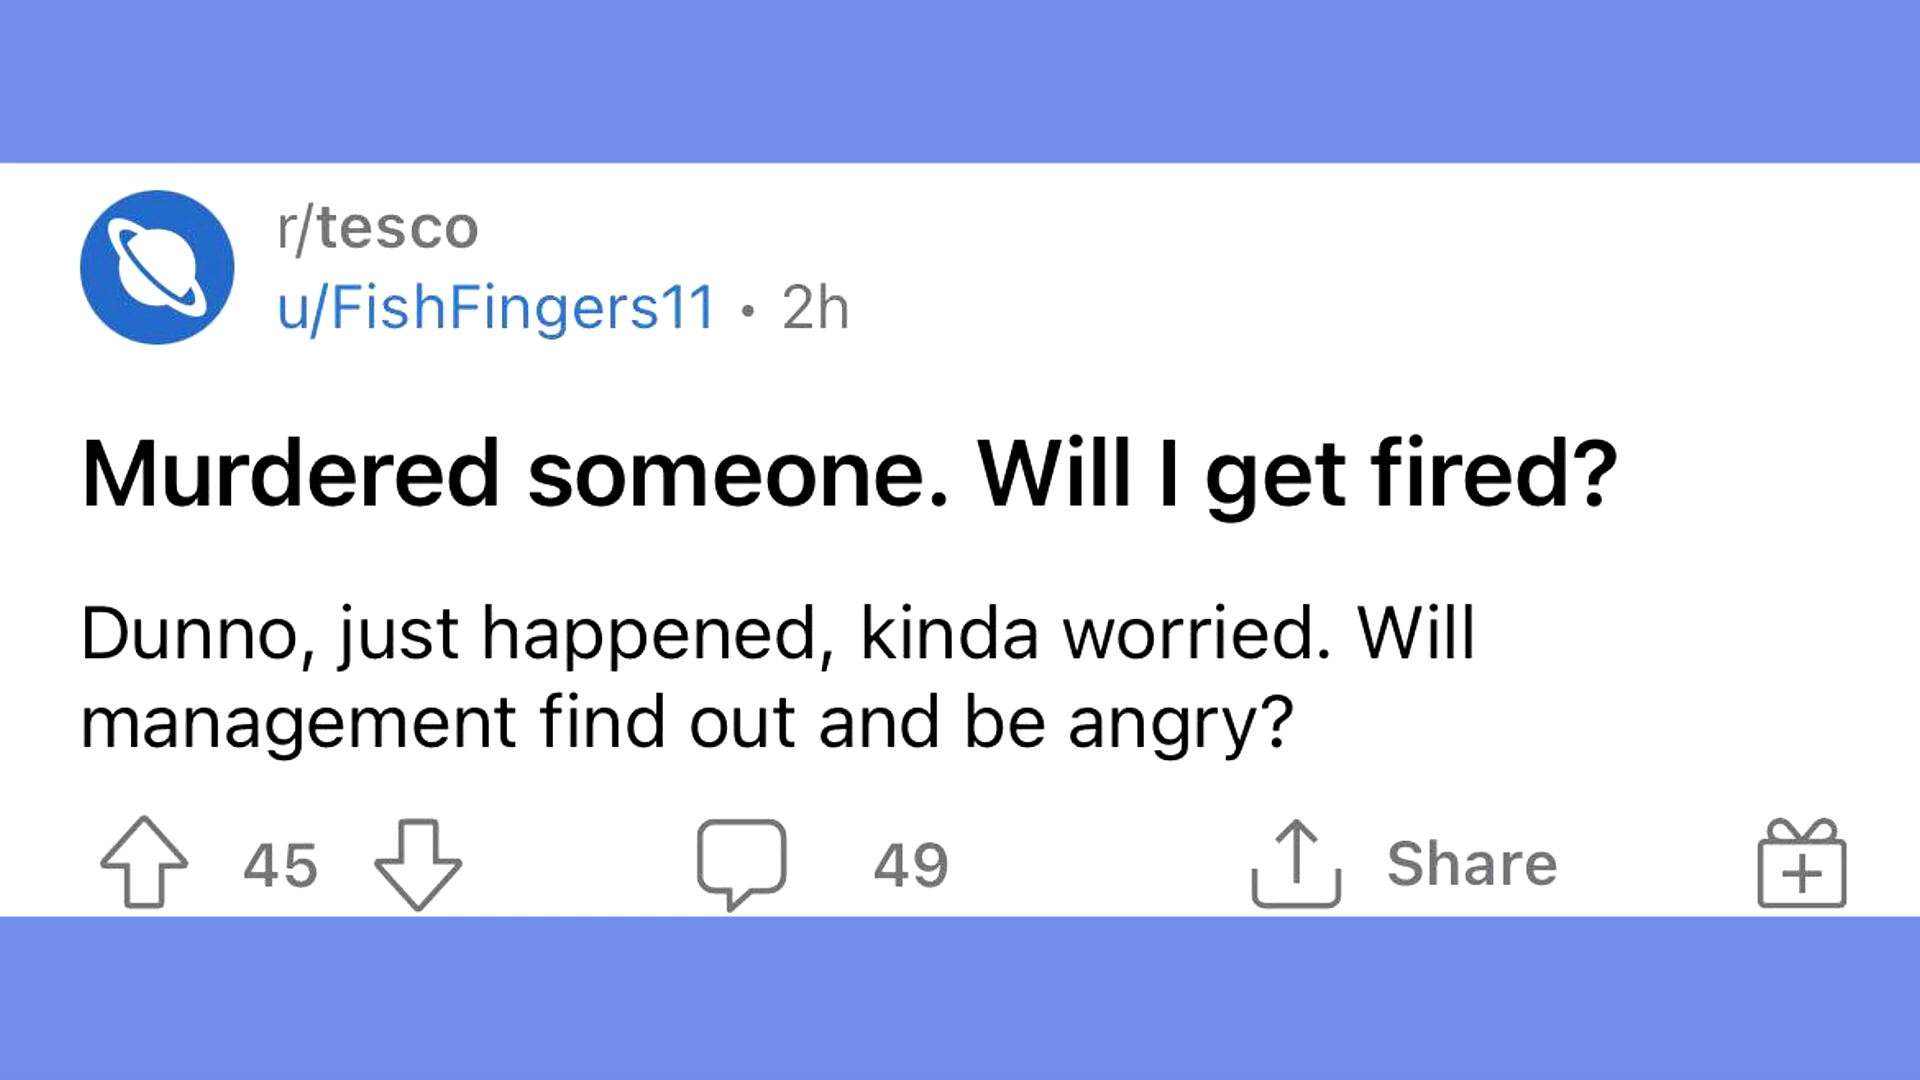 r/tesco
u/FishFingers11 • 2h
Murdered someone. Will I get fired?
Dunno, just happened, kinda worried. Will
management find out and be angry?
45 49 Share